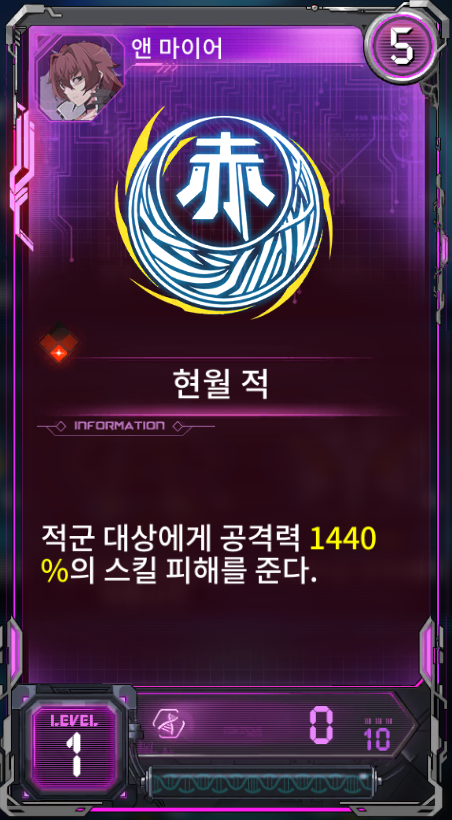 앤 마이어
5
赤
현월 적
INFORMATION
적군 대상에게 공격력 1440
%의 스킬 피해를 준다.
LEVEL
1
0
10